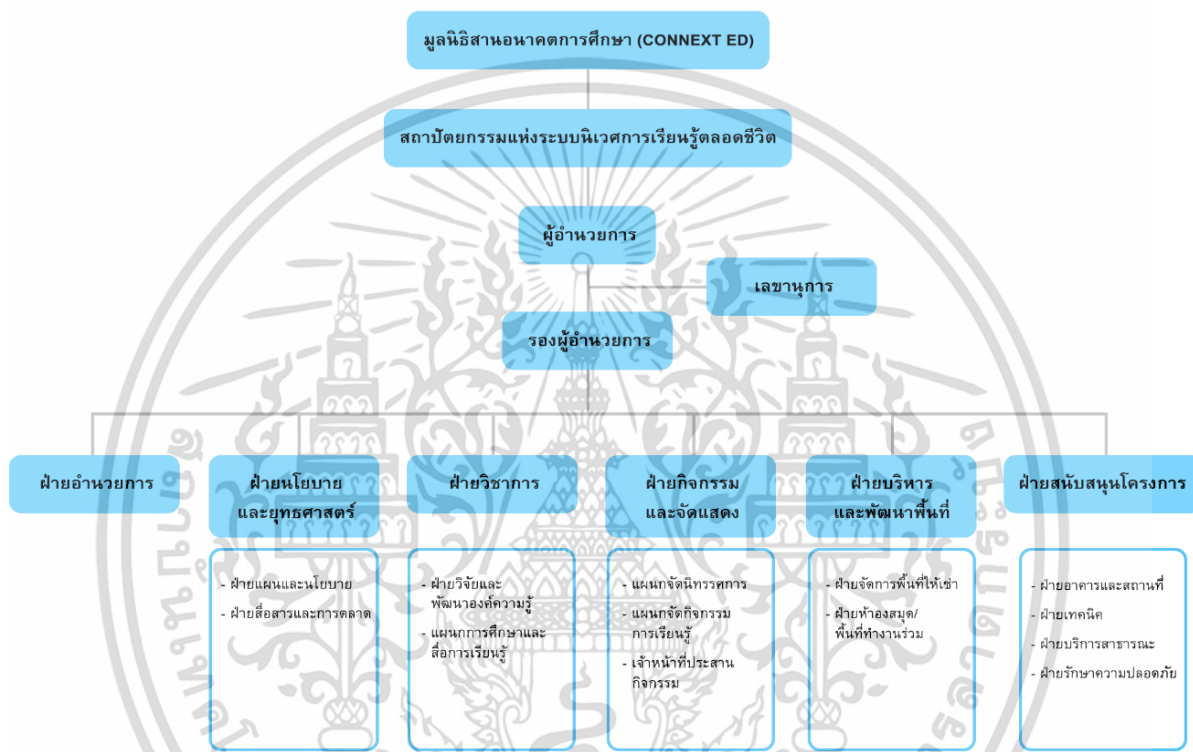 มูลนิธิสานอนาคตการศึกษา (CONNEXT ED)
สถาปัตยกรรมแห่งระบบนิเวศการเรียนรู้ตลอดชีวิต
ผู้อำนวยการ
เลขานุการ
รองผู้อำนวยการ
ฝ่ายอำนวยการ
ฝ่ายนโยบาย
และยุทธศาสตร์
- ฝ่ายแผนและนโยบาย
- ฝ่ายสื่อสารและการตลาด
ฝ่ายวิชาการ
- ฝ่ายวิจัยและ
พัฒนาองค์ความรู้
- แผนกการศึกษาและ
สื่อการเรียนรู้
ฝ่ายกิจกรรม
และจัดแสดง
- แผนกจัดนิทรรศการ
- แผนกจัดกิจกรรม
การเรียนรู้
- เจ้าหน้าที่ประสาน
กิจกรรม
ฝ่ายบริหาร
และพัฒนาพื้นที่
- ฝ่ายจัดการพื้นที่ให้เช่า
- ฝ่ายห้องสมุด/
พื้นที่ทำงานร่วม
ฝ่ายสนับสนุนโครงการ
- ฝ่ายอาคารและสถานที่
- ฝ่ายเทคนิค
- ฝ่ายบริการสาธารณะ
- ฝ่ายรักษาความปลอดภัย